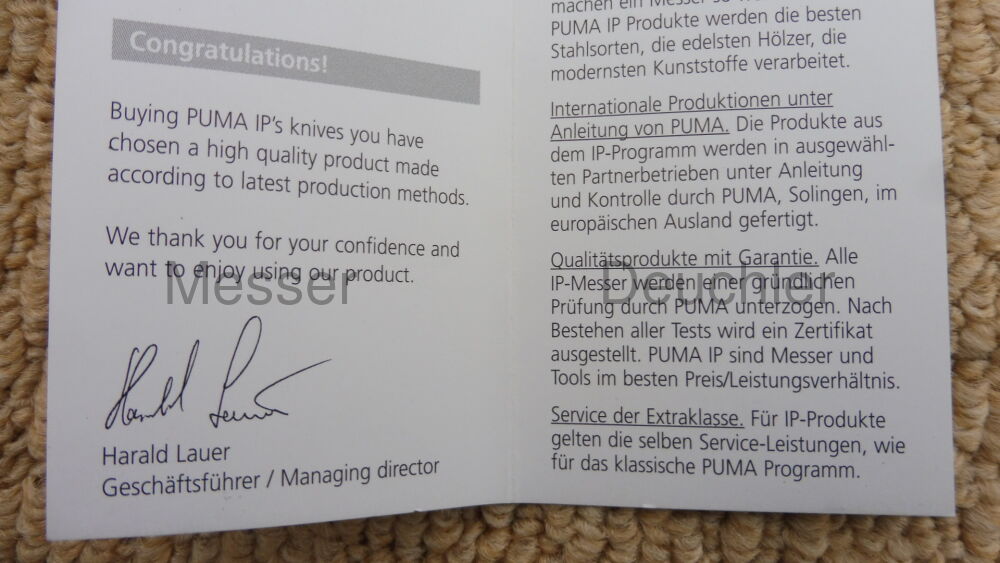 Congratulations!
Buying PUMA IP's knives you have
chosen a high quality product made
according to latest production methods.
We thank you for your confidence and
want to enjoy using our product.
Harald Lauer
Harald Lauer
Geschäftsführer / Managing director
machen ein Messer so
PUMA IP Produkte werden die besten
Stahlsorten, die edelsten Hölzer, die
modernsten Kunststoffe verarbeitet.
Internationale Produktionen unter
Anleitung von PUMA. Die Produkte aus
dem IP-Programm werden in ausgewähl-
ten Partnerbetrieben unter Anleitung
und Kontrolle durch PUMA, Solingen, im
europäischen Ausland gefertigt.
Qualitätsprodukte mit Garantie. Alle
IP-Messer werden einer gründlichen
Prüfung durch PUMA unterzogen. Nach
Bestehen aller Tests wird ein Zertifikat
ausgestellt. PUMA IP sind Messer und
Tools im besten Preis/Leistungsverhältnis.
Service der Extraklasse. Für IP-Produkte
gelten die selben Service-Leistungen, wie
für das klassische PUMA Programm.
Messer Deuchler